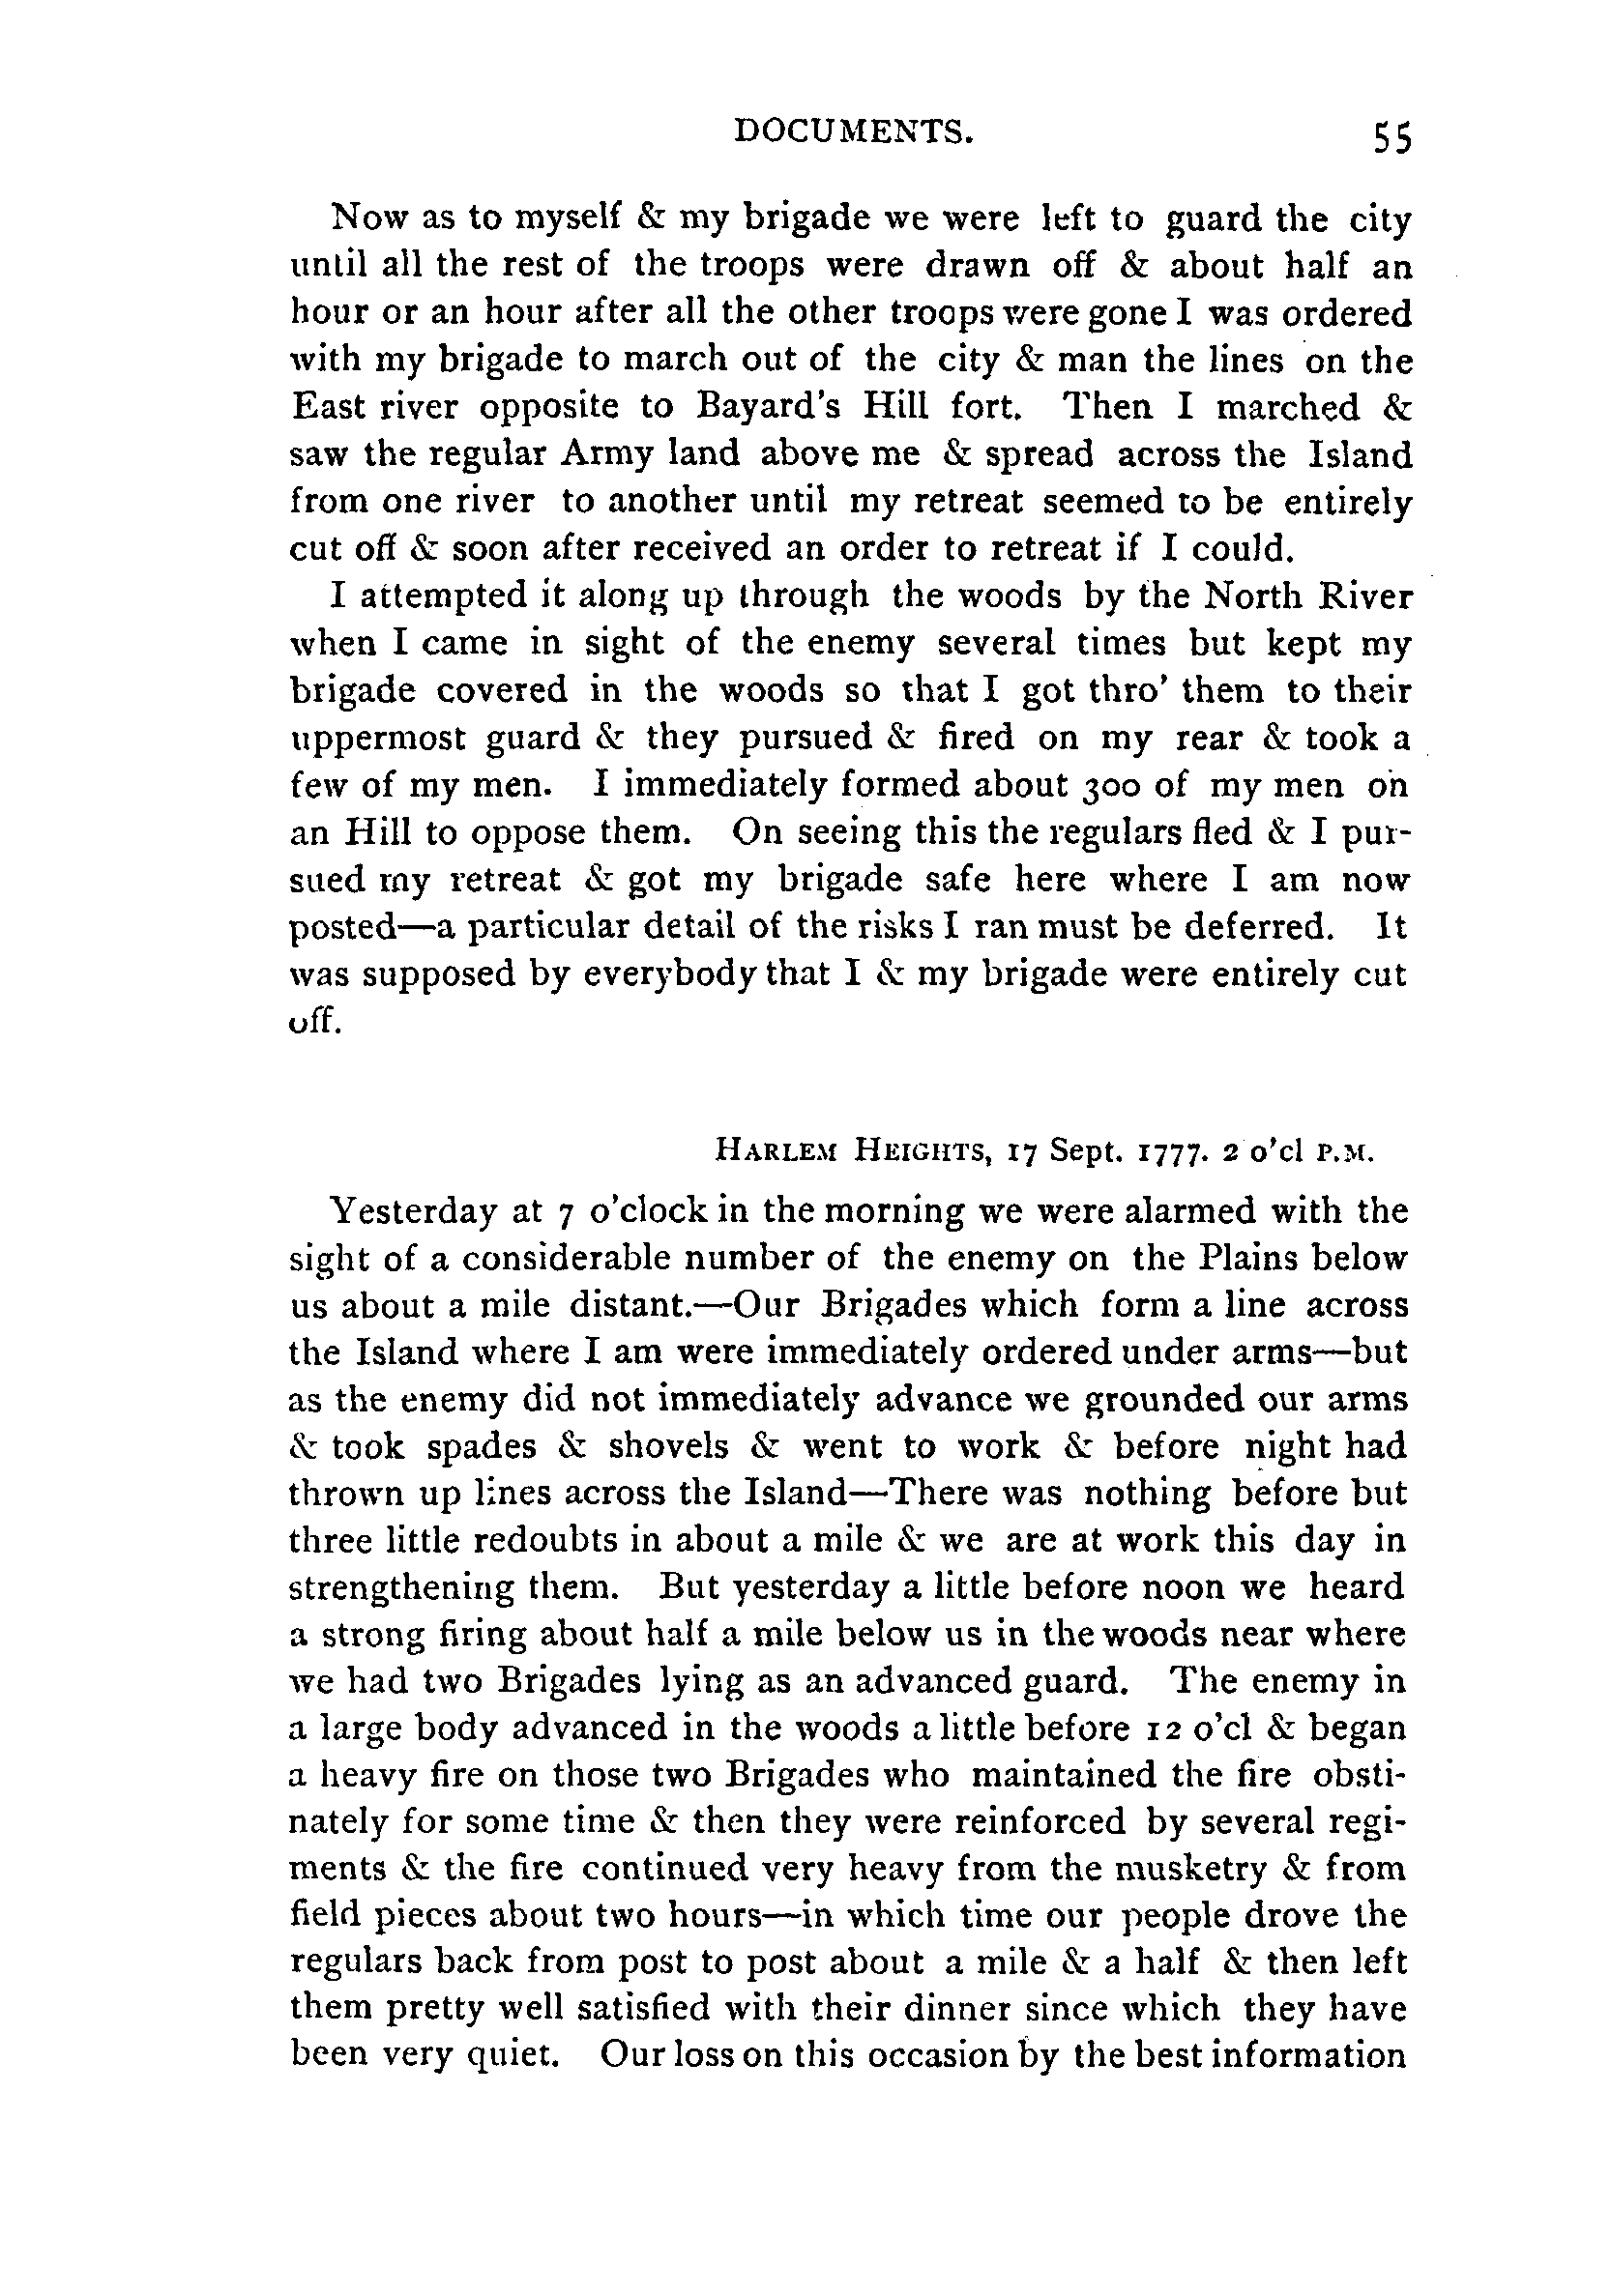 DOCUMENTS. 55
Now as to myself & my brigade we were left to guard the city
until all the rest of the troops were drawn off & about half an
hour or an hour after all the other troops were gone I was ordered
with my brigade to march out of the city & man the lines on the
East river opposite to Bayard's Hill fort. Then I marched &
saw the regular Army land above me & spread across the Island
from one river to another until my retreat seemed to be entirely
cut off & soon after received an order to retreat if I could.
I attempted it along up through the woods by the North River
when I came in sight of the enemy several times but kept my
brigade covered in the woods so that I got thro' them to their
uppermost guard & they pursued & fired on my rear & took a
few of my men. I immediately formed about 300 of my men on
an Hill to oppose them. On seeing this the regulars fled & I pur-
sued my retreat & got my brigade safe here where I am now
posted—a particular detail of the risks I ran must be deferred. It
was supposed by everybody that I & my brigade were entirely cut
off.
HARLEM HEIGHTS, 17 Sept. 1777. 2 o'cl P.M.
Yesterday at 7 o'clock in the morning we were alarmed with the
sight of a considerable number of the enemy on the Plains below
us about a mile distant.—Our Brigades which form a line across
the Island where I am were immediately ordered under arms—but
as the enemy did not immediately advance we grounded our arms
& took spades & shovels & went to work & before night had
thrown up lines across the Island—There was nothing before but
three little redoubts in about a mile & we are at work this day in
strengthening them. But yesterday a little before noon we heard
a strong firing about half a mile below us in the woods near where
we had two Brigades lying as an advanced guard. The enemy in
a large body advanced in the woods a little before 12 o'cl & began
a heavy fire on those two Brigades who maintained the fire obsti-
nately for some time & then they were reinforced by several regi-
ments & the fire continued very heavy from the musketry & from
field pieces about two hours—in which time our people drove the
regulars back from post to post about a mile & a half & then left
them pretty well satisfied with their dinner since which they have
been very quiet. Our loss on this occasion by the best information